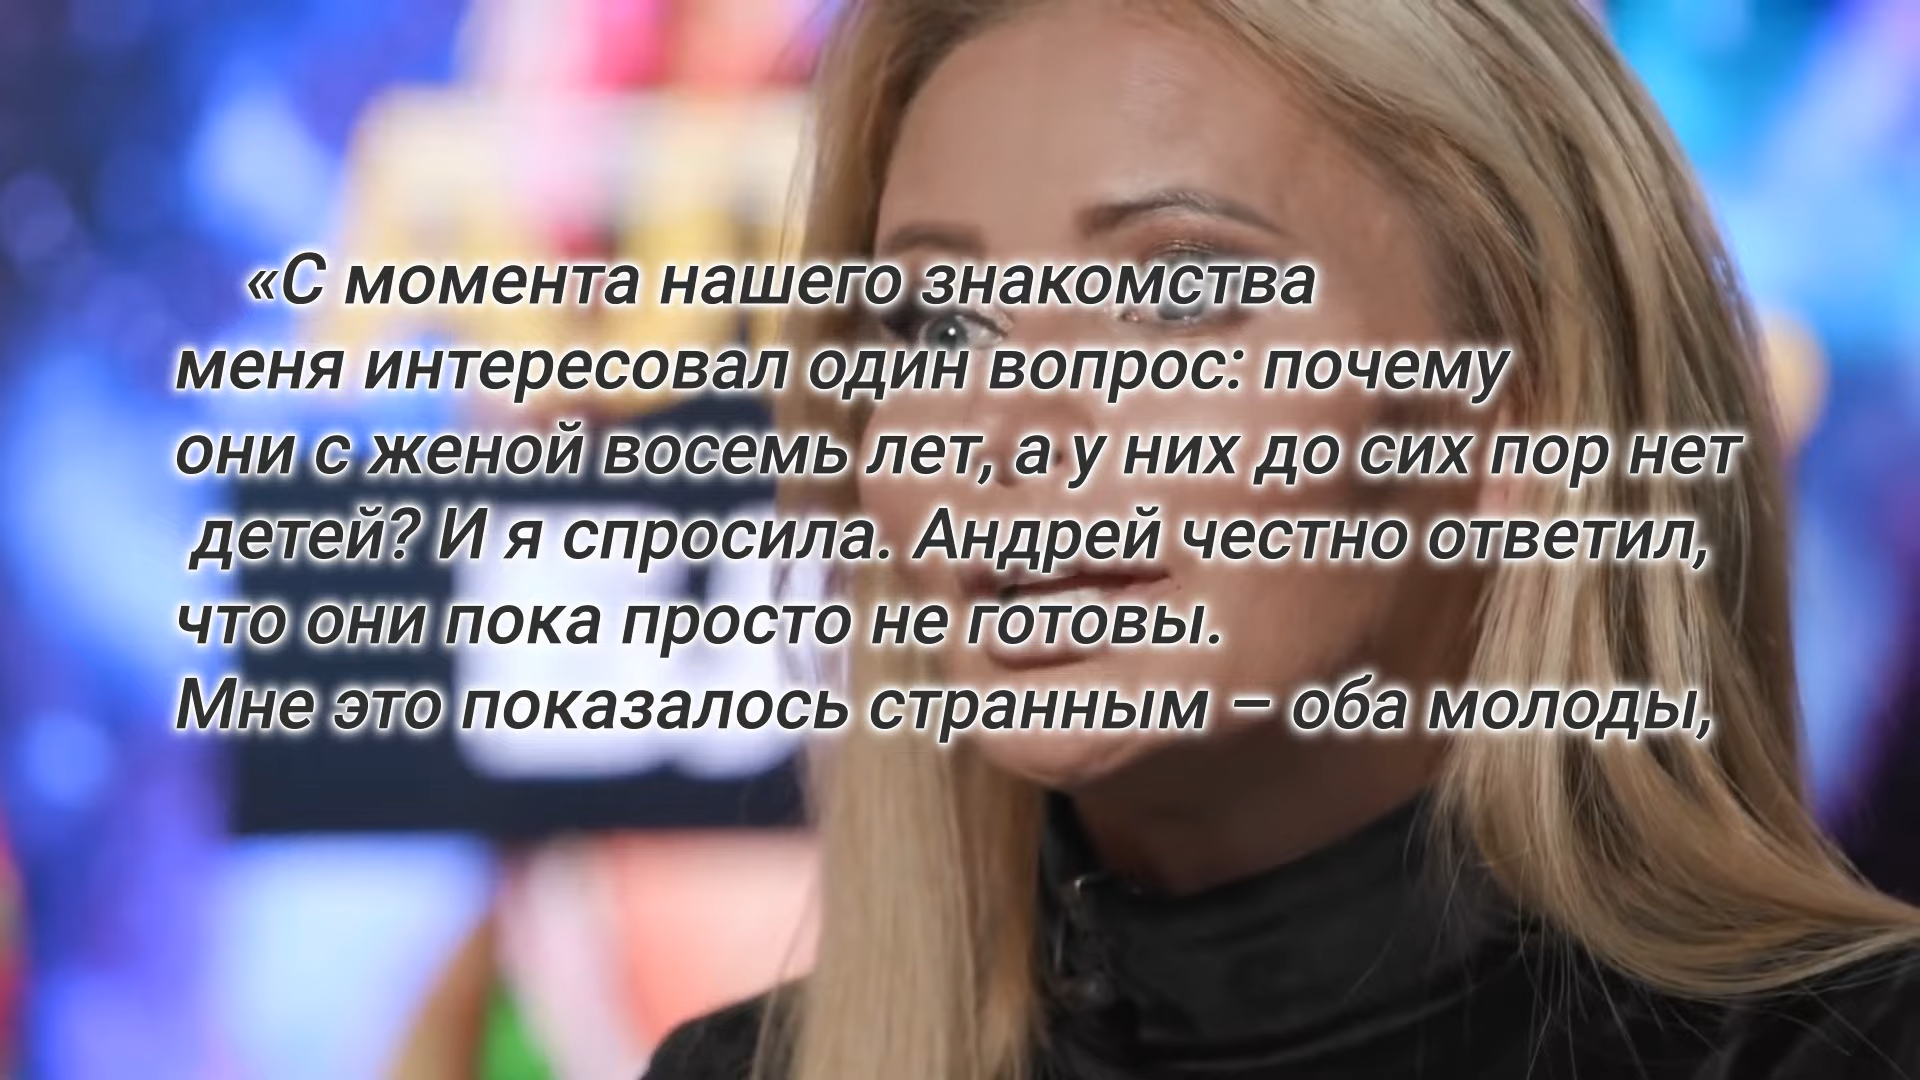 «С момента нашего знакомства
меня интересовал один вопрос: почему
они с женой восемь лет, а у них до сих пор нет
детей? И я спросила. Андрей честно ответил,
что они пока просто не готовы.
Мне это показалось странным – оба молоды,